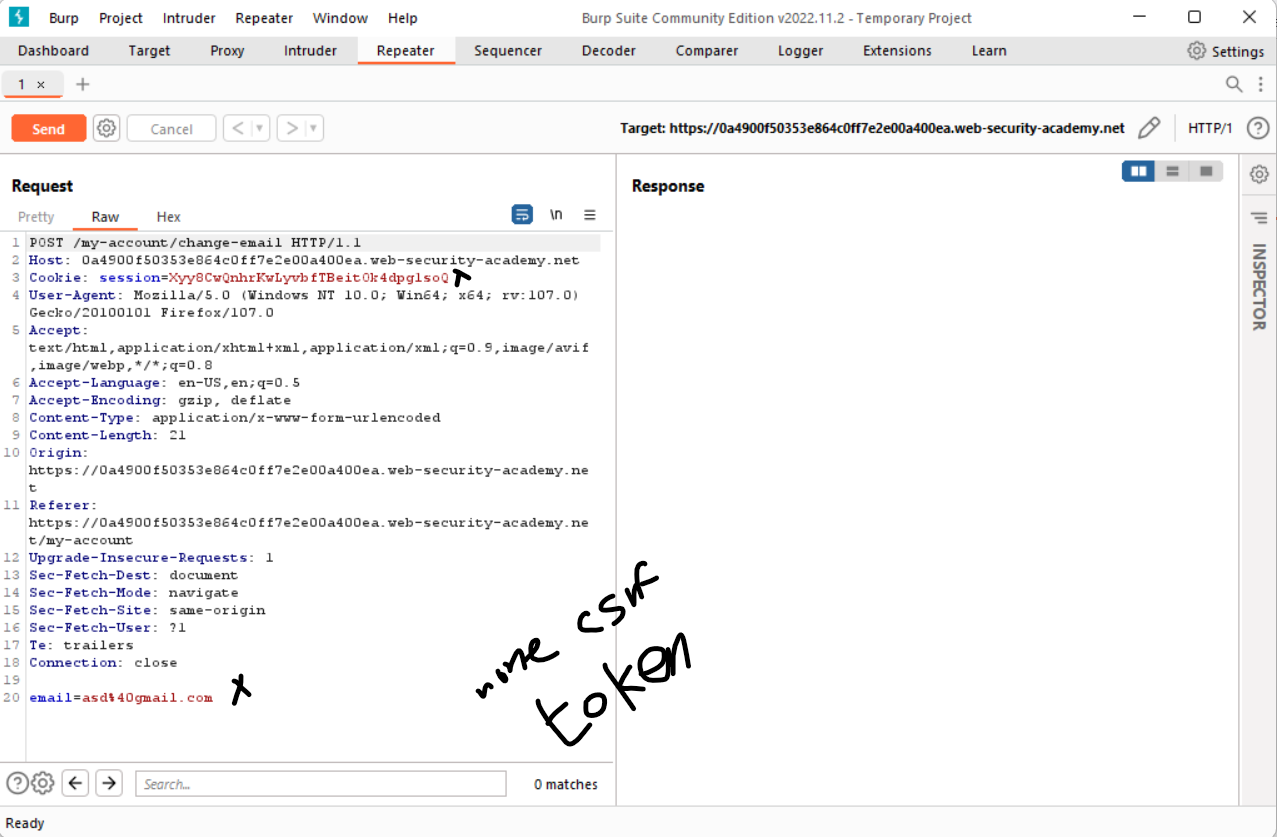 Burp Project Intruder Repeater Window Help Burp Suite Community Edition v2022.11.2 - Temporary Project
Dashboard Target Proxy Intruder Repeater Sequencer Decoder Comparer Logger Extensions Learn Settings
1 × +
Send Cancel < > Target: https://0a4900f50353e864c0ff7e2e00a400ea.web-security-academy.net HTTP/1 ?
Request
Response
Pretty Raw Hex \n
1 POST /my-account/change-email HTTP/1.1
2 Host: 0a4900f50353e864c0ff7e2e00a400ea.web-security-academy.net
3 Cookie: session=Xyy8CwQnhrKwLyvbfTBeitOk4dpglsoQ
4 User-Agent: Mozilla/5.0 (Windows NT 10.0; Win64; x64; rv:107.0)
Gecko/20100101 Firefox/107.0
5 Accept:
text/html,application/xhtml+xml,application/xml;q=0.9,image/avif
,image/webp,*/*;q=0.8
6 Accept-Language: en-US,en;q=0.5
7 Accept-Encoding: gzip, deflate
8 Content-Type: application/x-www-form-urlencoded
9 Content-Length: 21
10 Origin:
https://0a4900f50353e864c0ff7e2e00a400ea.web-security-academy.ne
t
11 Referer:
https://0a4900f50353e864c0ff7e2e00a400ea.web-security-academy.ne
t/my-account
12 Upgrade-Insecure-Requests: 1
13 Sec-Fetch-Dest: document
14 Sec-Fetch-Mode: navigate
15 Sec-Fetch-Site: same-origin
16 Sec-Fetch-User: ?1
17 Te: trailers
18 Connection: close
19
20 email=asd%40gmail.com x
none csrf
token
INSPECTOR
? Search... 0 matches
Ready